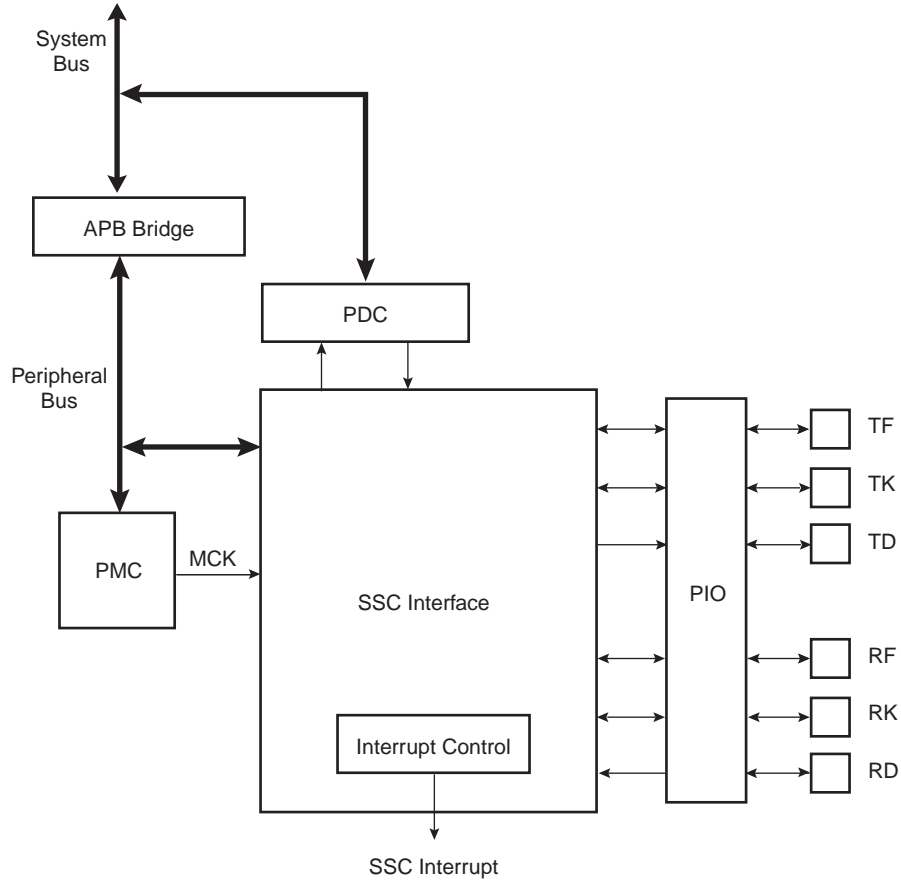 System
Bus
APB Bridge
PDC
Peripheral
Bus
TF
TK
TD
PMC
MCK
SSC Interface
PIO
RF
RK
RD
Interrupt Control
SSC Interrupt